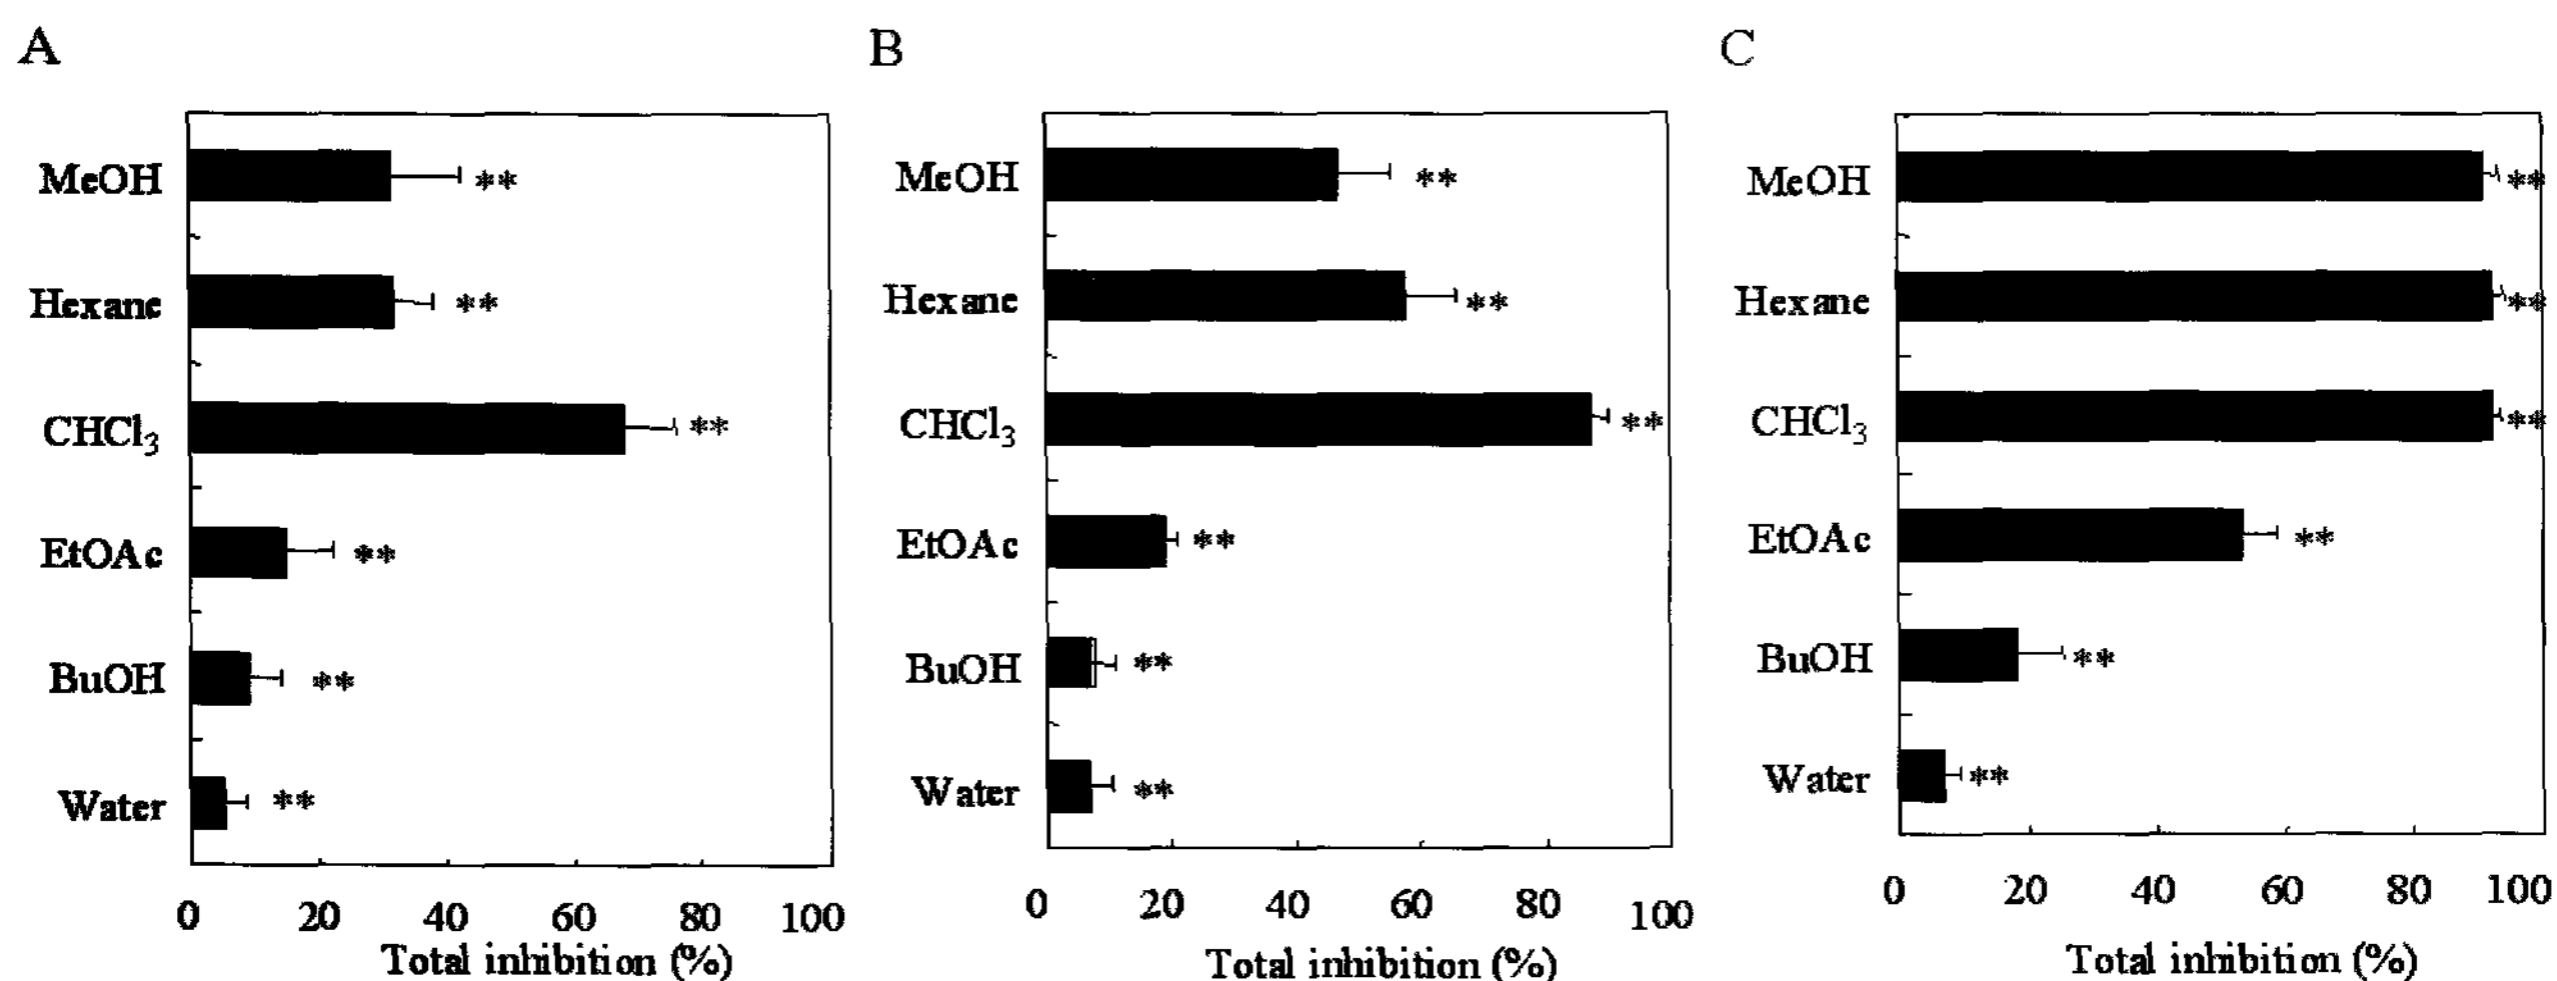 A
MeOH **
Hexane **
CHCl₃ **
EtOAc **
BuOH **
Water **
0 20 40 60 80 100
Total inhibition (%)
B
MeOH **
Hexane **
CHCl₃ **
EtOAc **
BuOH **
Water **
0 20 40 60 80 100
Total inhibition (%)
C
MeOH **
Hexane **
CHCl₃ **
EtOAc **
BuOH **
Water **
0 20 40 60 80 100
Total inhibition (%)